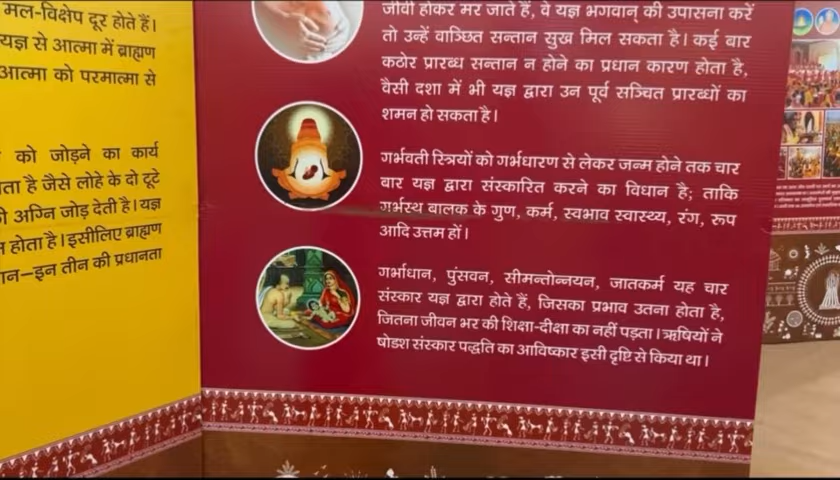 मल-विक्षेप दूर होते हैं।
यज्ञ से आत्मा में ब्राह्मण
आत्मा को परमात्मा से
को जोड़ने का कार्य
ता है जैसे लोहे के दो टूटे
अग्नि जोड़ देती है। यज्ञ
होता है। इसीलिए ब्राह्मण
इन तीन की प्रधानता
जीवी होकर मर जाते हैं, वे यज्ञ भगवान् की उपासना करें
तो उन्हें वाञ्छित सन्तान सुख मिल सकता है। कई बार
कठोर प्रारब्ध सन्तान न होने का प्रधान कारण होता है,
वैसी दशा में भी यज्ञ द्वारा उन पूर्व सञ्चित प्रारब्धों का
शमन हो सकता है।
गर्भवती स्त्रियों को गर्भधारण से लेकर जन्म होने तक चार
बार यज्ञ द्वारा संस्कारित करने का विधान है; ताकि
गर्भस्थ बालक के गुण, कर्म, स्वभाव स्वास्थ्य, रंग, रूप
आदि उत्तम हों।
गर्भाधान, पुंसवन, सीमन्तोन्नयन, जातकर्म यह चार
संस्कार यज्ञ द्वारा होते हैं, जिसका प्रभाव उतना होता है,
जितना जीवन भर की शिक्षा-दीक्षा का नहीं पड़ता। ऋषियों ने
षोडश संस्कार पद्धति का आविष्कार इसी दृष्टि से किया था।